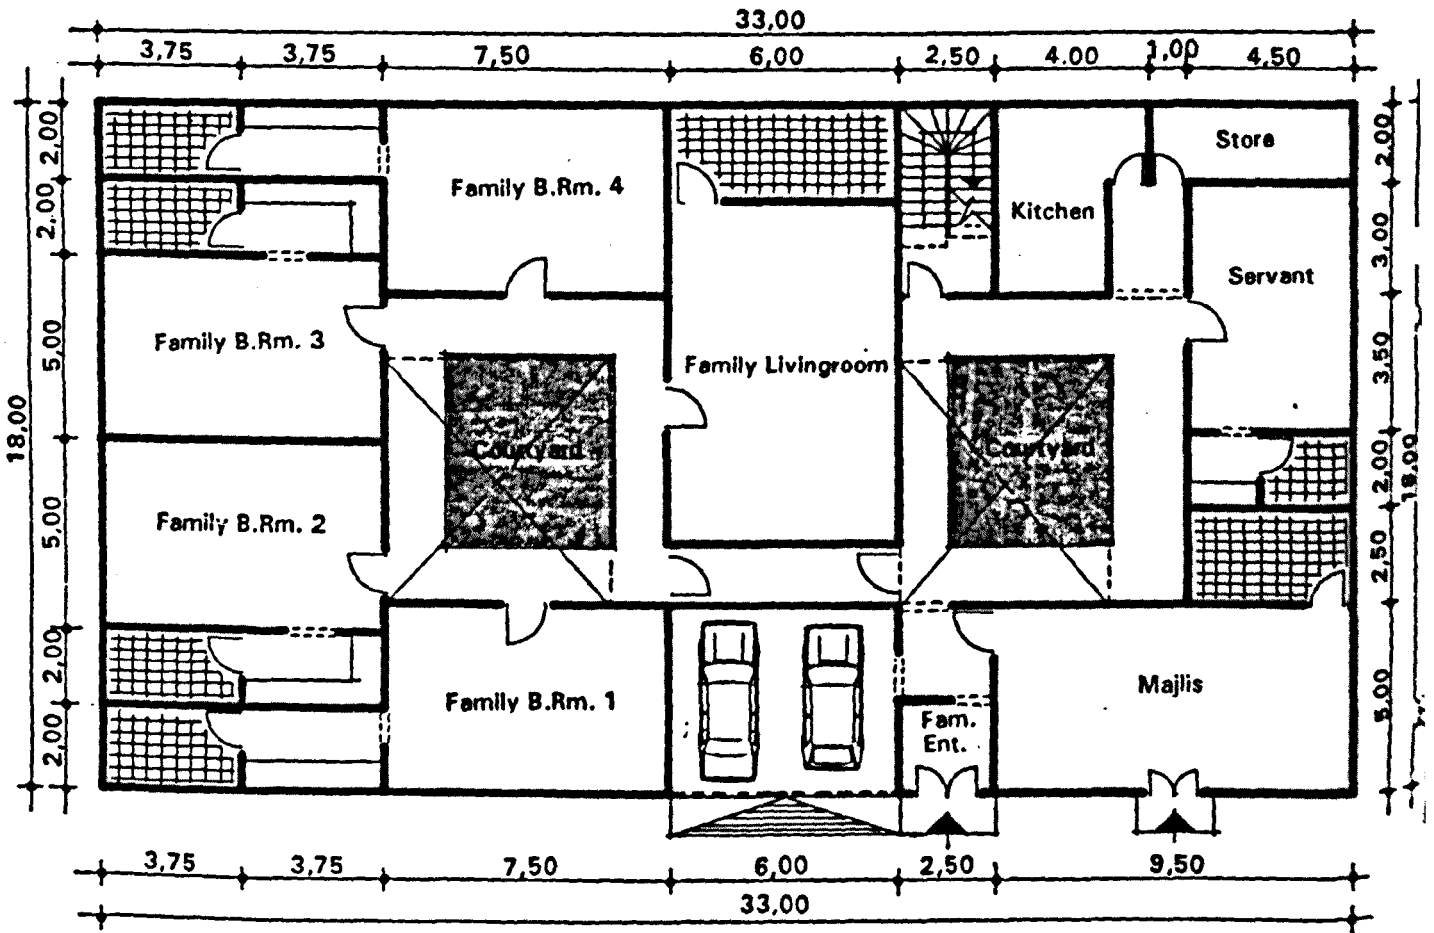 33,00
3,75 3,75 7,50 6,00 2,50 4.00 1,00 4,50
2,00
2,00
5,00
18,00
5,00
2,00
2,00
Family B.Rm. 4
Kitchen
Store
Servant
Family B.Rm. 3
Family Livingroom
Courtyard
Courtyard
Family B.Rm. 2
Family B.Rm. 1
Fam.
Ent.
Majlis
2.00
3,00
3,50
2.00
18,00
2,50
5,00
3,75 3,75 7,50 6,00 2,50 9,50
33,00